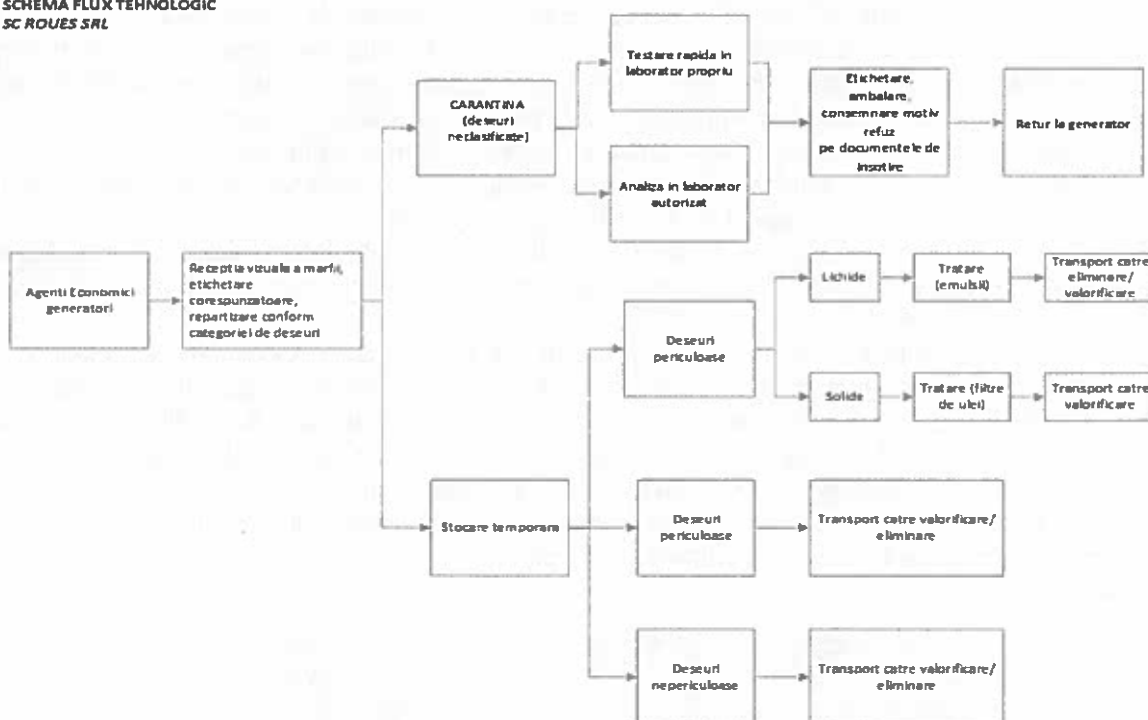 SCHEMA FLUX TEHNOLOGIC
SC ROUES SRL
Testare rapida in
laborator propriu
CARANTINA
(deseuri
neclasificate)
Etichetare,
ambalare,
consemnare motiv
refuz
pe documentele de
insotire
Retur la generator
Analiza in laborator
autorizat
Agenti Economici
generatori
Receptia vizuala a marfii,
etichetare
corespunzatoare,
repartizare conform
categoriei de deseuri
Deseuri
periculoase
Lichide
Tratare
(emulsii)
Transport catre
eliminare/
valorificare
Solide
Tratare (filtre
de ulei)
Transport catre
valorificare
Stocare temporara
Deseuri
periculoase
Transport catre valorificare/
eliminare
Deseuri
nepericuloase
Transport catre valorificare/
eliminare